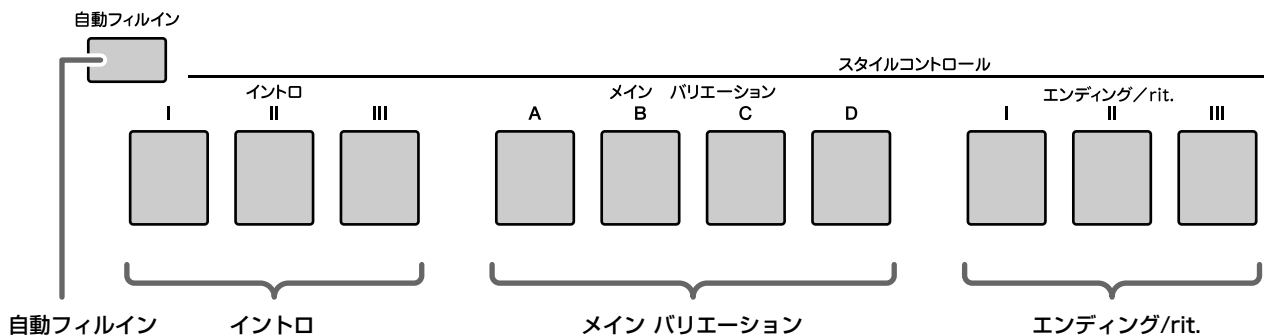 自動フィルイン
スタイルコントロール
イントロ メイン バリエーション エンディング／rit.
I II III A B C D I II III
自動フィルイン イントロ メイン バリエーション エンディング/rit.